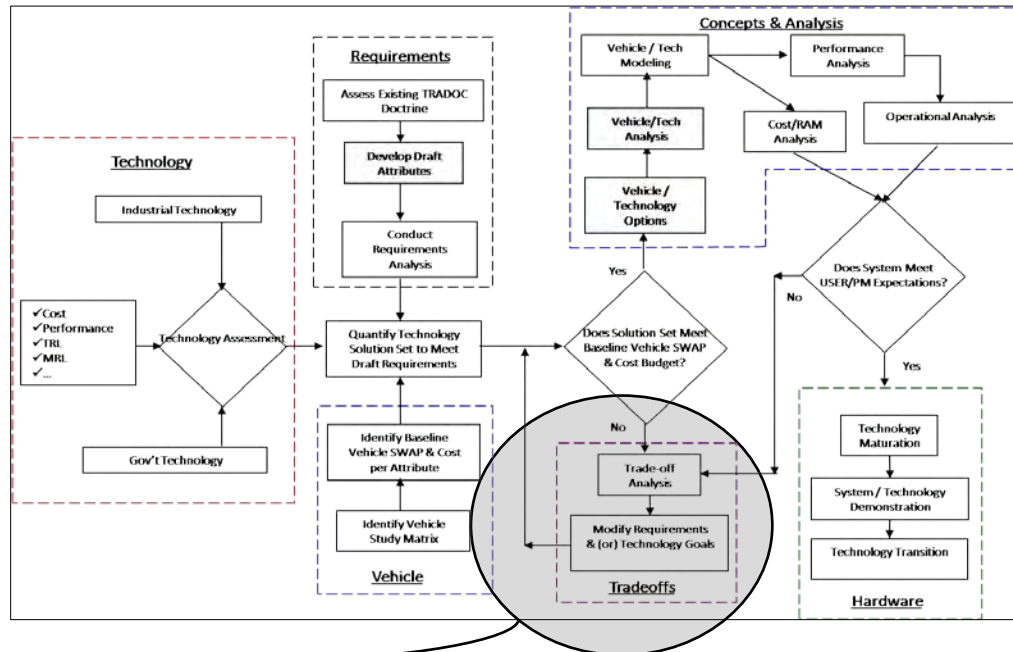 Concepts & Analysis
Vehicle / Tech
Modeling
Performance
Analysis
Vehicle/Tech
Analysis
Cost/RAM
Analysis
Operational Analysis
Vehicle /
Technology
Options
Requirements
Assess Existing TRADOC
Doctrine
Develop Draft
Attributes
Conduct
Requirements
Analysis
Technology
Industrial Technology
✓Cost
✓Performance
✓TRL
✓MRL
✓...
Technology Assessment
Gov't Technology
Quantify Technology
Solution Set to Meet
Draft Requirements
Identify Baseline
Vehicle SWAP & Cost
per Attribute
Identify Vehicle
Study Matrix
Vehicle
Yes
Does Solution Set Meet
Baseline Vehicle SWAP
& Cost Budget?
No
Trade-off
Analysis
Modify Requirements
& (or) Technology Goals
Tradeoffs
Does System Meet
USER/PM Expectations?
No
Yes
Technology
Maturation
System / Technology
Demonstration
Technology Transition
Hardware